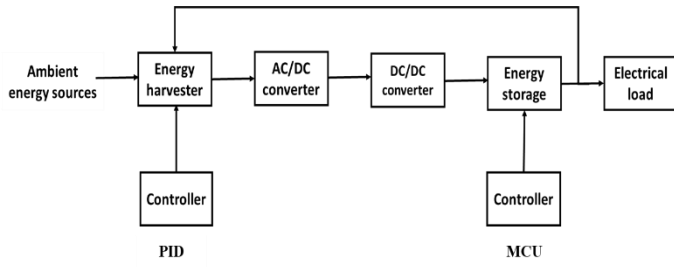 Ambient
energy sources
Energy
harvester
AC/DC
converter
DC/DC
converter
Energy
storage
Electrical
load
Controller
Controller
PID
MCU